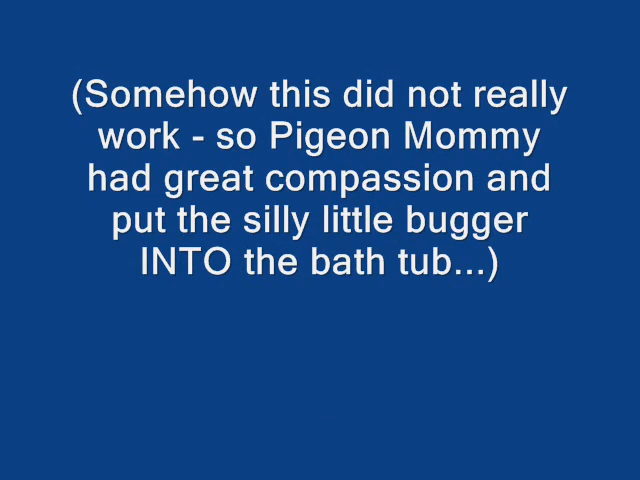 (Somehow this did not really
work - so Pigeon Mommy
had great compassion and
put the silly little bugger
INTO the bath tub...)